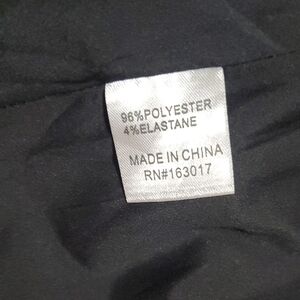 96%POLYESTER
4%ELASTANE
MADE IN CHINA
RN#163017